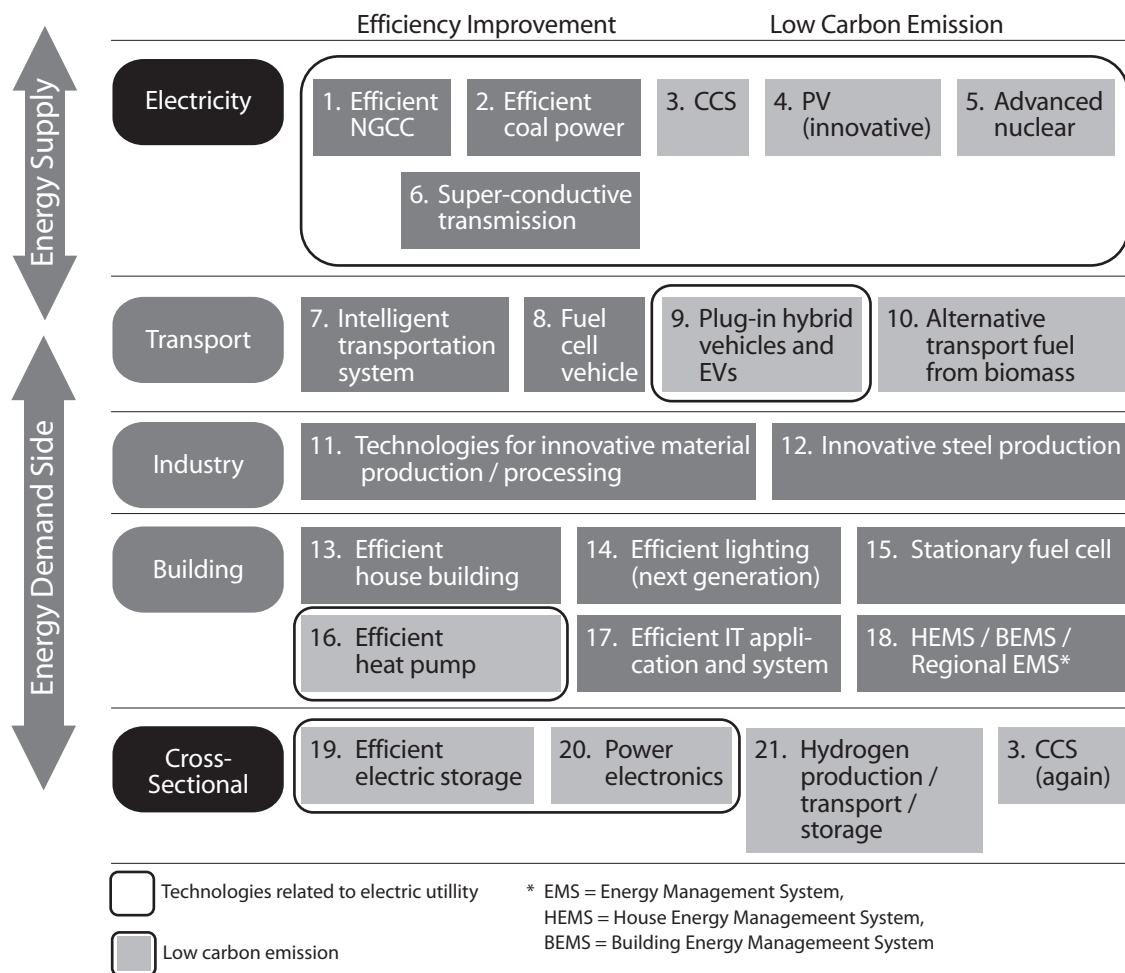 Efficiency Improvement
Low Carbon Emission
Energy Supply
Electricity
1. Efficient
NGCC
2. Efficient
coal power
3. CCS
4. PV
(innovative)
5. Advanced
nuclear
6. Super-conductive
transmission
Energy Demand Side
Transport
7. Intelligent
transportation
system
8. Fuel
cell
vehicle
9. Plug-in hybrid
vehicles and
EVs
10. Alternative
transport fuel
from biomass
Industry
11. Technologies for innovative material
production / processing
12. Innovative steel production
Building
13. Efficient
house building
14. Efficient lighting
(next generation)
15. Stationary fuel cell
16. Efficient
heat pump
17. Efficient IT appli-
cation and system
18. HEMS / BEMS /
Regional EMS*
Cross-
Sectional
19. Efficient
electric storage
20. Power
electronics
21. Hydrogen
production /
transport /
storage
3. CCS
(again)
Technologies related to electric utillity
Low carbon emission
* EMS = Energy Management System,
HEMS = House Energy Managemeent System,
BEMS = Building Energy Managemeent System